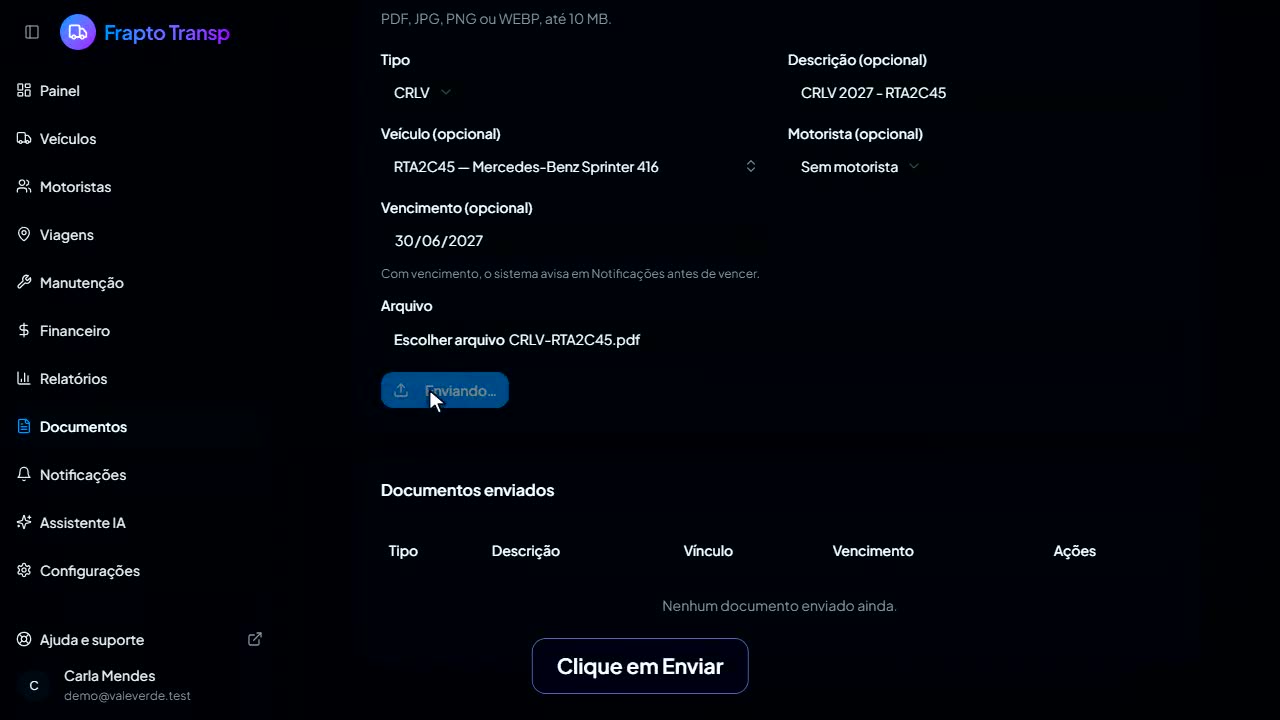 Frapto Transp
Painel
Veículos
Motoristas
Viagens
Manutenção
Financeiro
Relatórios
Documentos
Notificações
Assistente IA
Configurações
Ajuda e suporte
C
Carla Mendes
demo@valeverde.test
PDF, JPG, PNG ou WEBP, até 10 MB.
Tipo
CRLV
Descrição (opcional)
CRLV 2027 - RTA2C45
Veículo (opcional)
RTA2C45 — Mercedes-Benz Sprinter 416
Motorista (opcional)
Sem motorista
Vencimento (opcional)
30/06/2027
Com vencimento, o sistema avisa em Notificações antes de vencer.
Arquivo
Escolher arquivo CRLV-RTA2C45.pdf
Enviando...
Documentos enviados
Tipo Descrição Vínculo Vencimento Ações
Nenhum documento enviado ainda.
Clique em Enviar